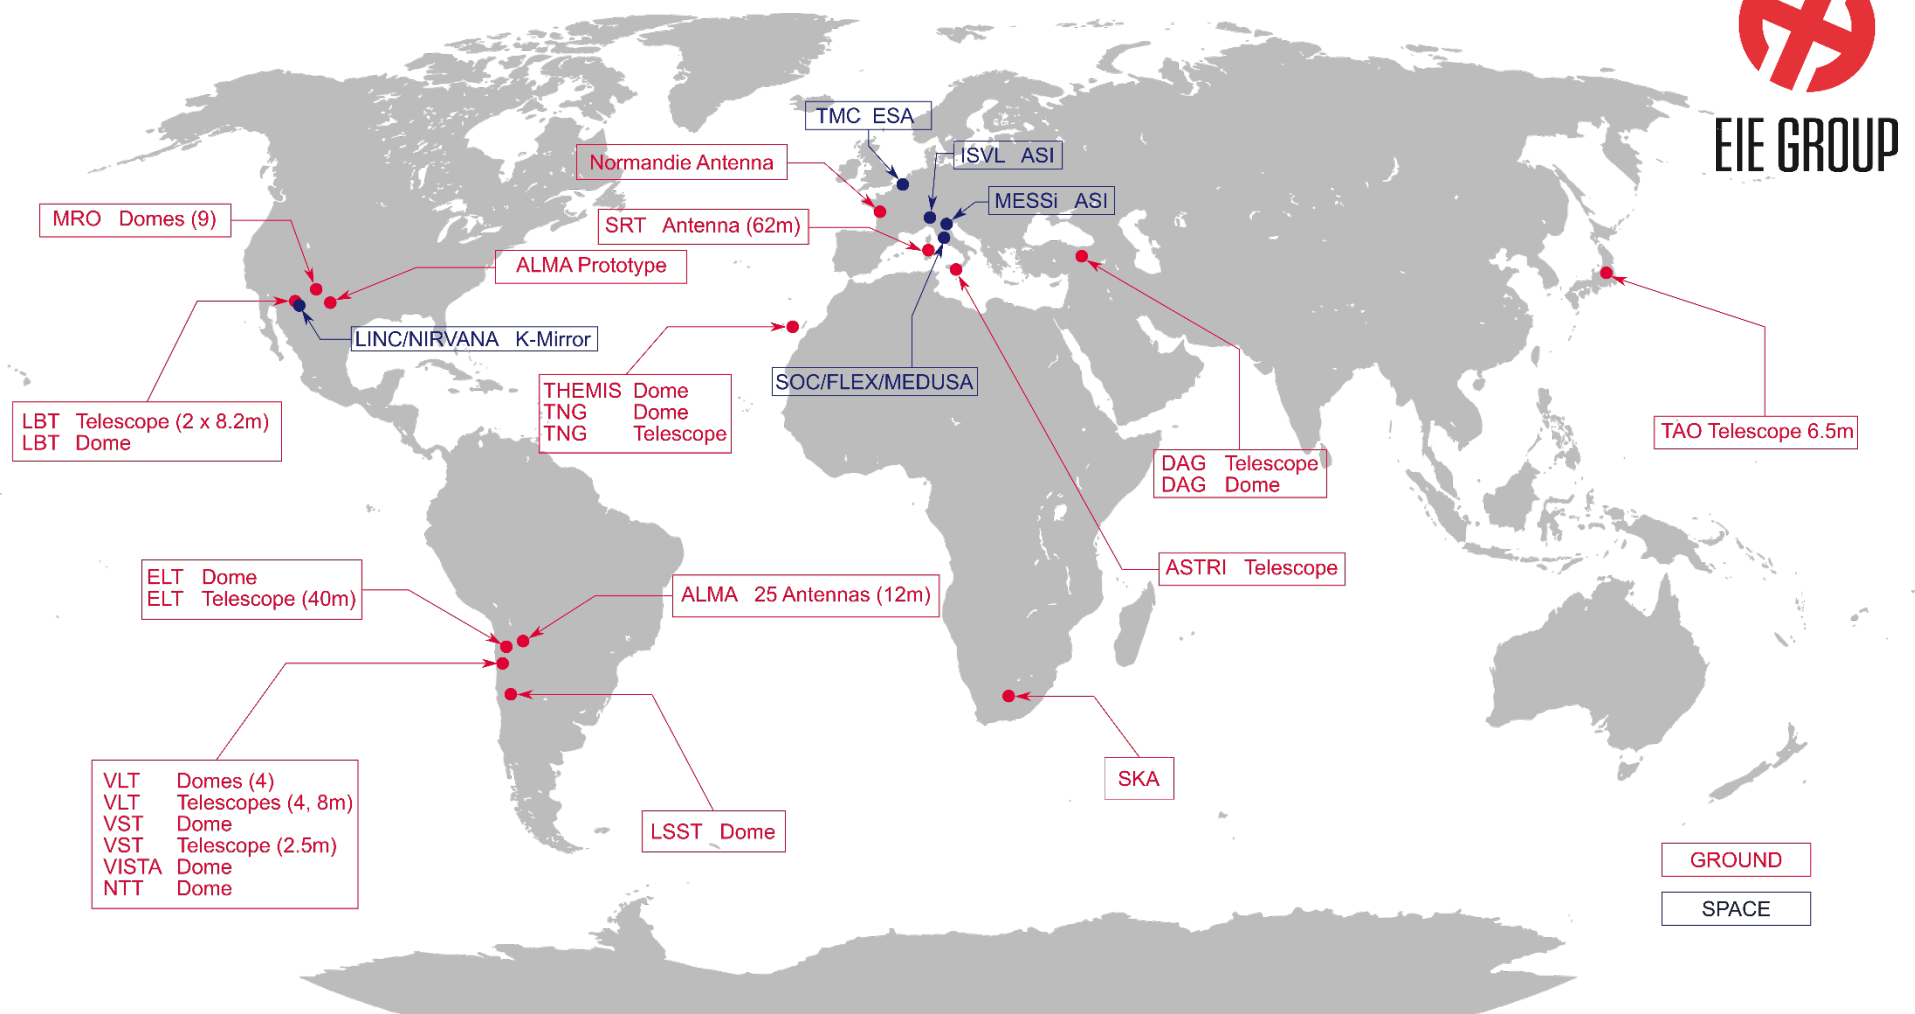 EIE GROUP
TMC ESA
ISVL ASI
Normandie Antenna
MESSi ASI
MRO Domes (9)
SRT Antenna (62m)
ALMA Prototype
LINC/NIRVANA K-Mirror
SOC/FLEX/MEDUSA
THEMIS Dome
TNG Dome
TNG Telescope
LBT Telescope (2 x 8.2m)
LBT Dome
TAO Telescope 6.5m
DAG Telescope
DAG Dome
ASTRI Telescope
ELT Dome
ELT Telescope (40m)
ALMA 25 Antennas (12m)
SKA
VLT Domes (4)
VLT Telescopes (4, 8m)
VST Dome
VST Telescope (2.5m)
VISTA Dome
NTT Dome
LSST Dome
GROUND
SPACE